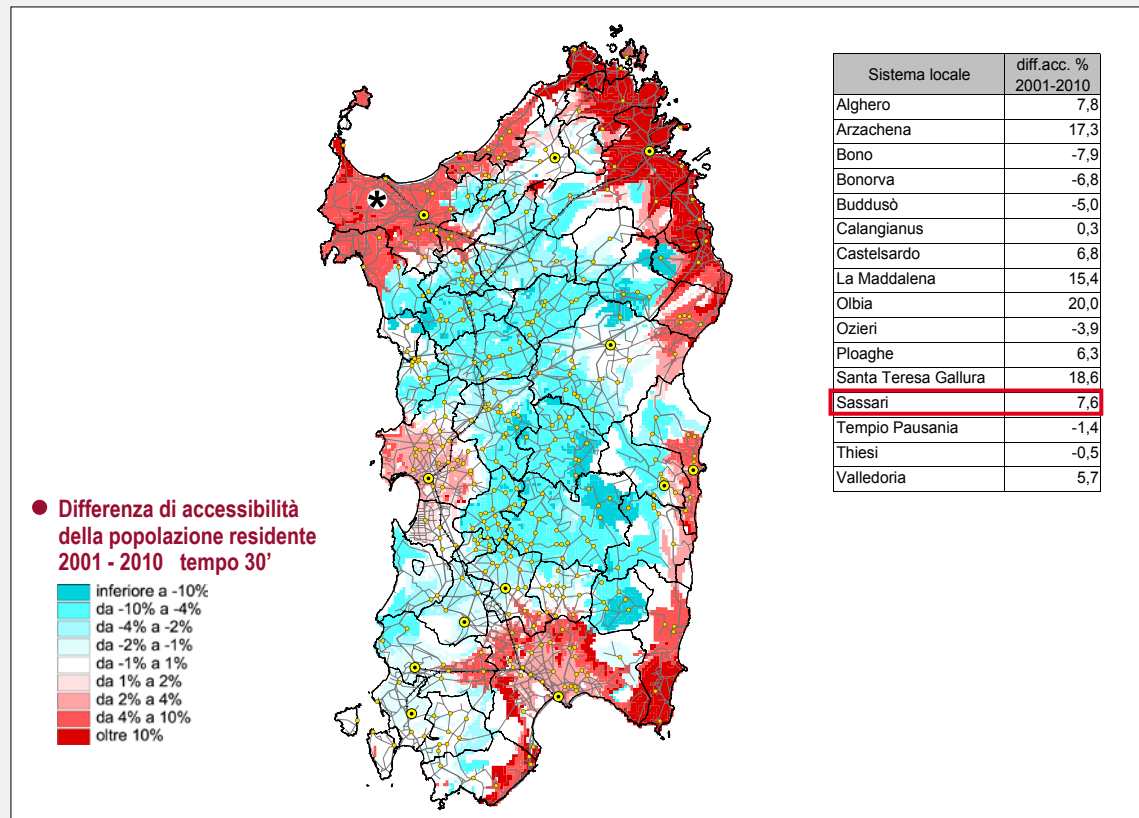 Sistema locale diff.acc. % 2001-2010
Alghero 7,8
Arzachena 17,3
Bono -7,9
Bonorva -6,8
Buddusò -5,0
Calangianus 0,3
Castelsardo 6,8
La Maddalena 15,4
Olbia 20,0
Ozieri -3,9
Ploaghe 6,3
Santa Teresa Gallura 18,6
Sassari 7,6
Tempio Pausania -1,4
Thiesi -0,5
Valledoria 5,7
Differenza di accessibilità
della popolazione residente
2001 - 2010 tempo 30’
inferiore a -10%
da -10% a -4%
da -4% a -2%
da -2% a -1%
da -1% a 1%
da 1% a 2%
da 2% a 4%
da 4% a 10%
oltre 10%